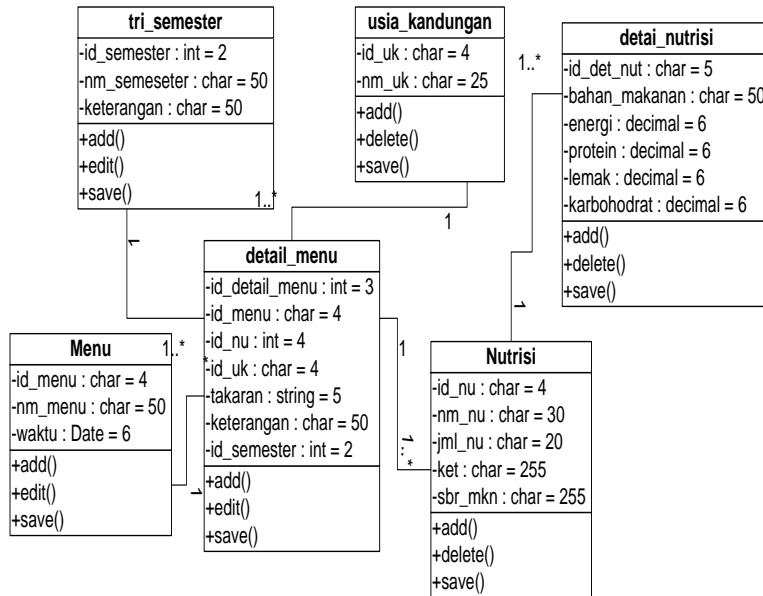 tri_semester
-id_semester : int = 2
-nm_semeseter : char = 50
-keterangan : char = 50
+add()
+edit()
+save()
1..*
1
usia_kandungan
-id_uk : char = 4
-nm_uk : char = 25
+add()
+delete()
+save()
1
detai_nutrisi
-id_det_nut : char = 5
-bahan_makanan : char = 50
-energi : decimal = 6
-protein : decimal = 6
-lemak : decimal = 6
-karbohodrat : decimal = 6
+add()
+delete()
+save()
1..*
1
detail_menu
-id_detail_menu : int = 3
-id_menu : char = 4
-id_nu : int = 4
-id_uk : char = 4
-takaran : string = 5
-keterangan : char = 50
-id_semester : int = 2
+add()
+edit()
+save()
1
1..*
Menu
-id_menu : char = 4
-nm_menu : char = 50
-waktu : Date = 6
+add()
+edit()
+save()
1..*
*
1
Nutrisi
-id_nu : char = 4
-nm_nu : char = 30
-jml_nu : char = 20
-ket : char = 255
-sbr_mkn : char = 255
+add()
+delete()
+save()